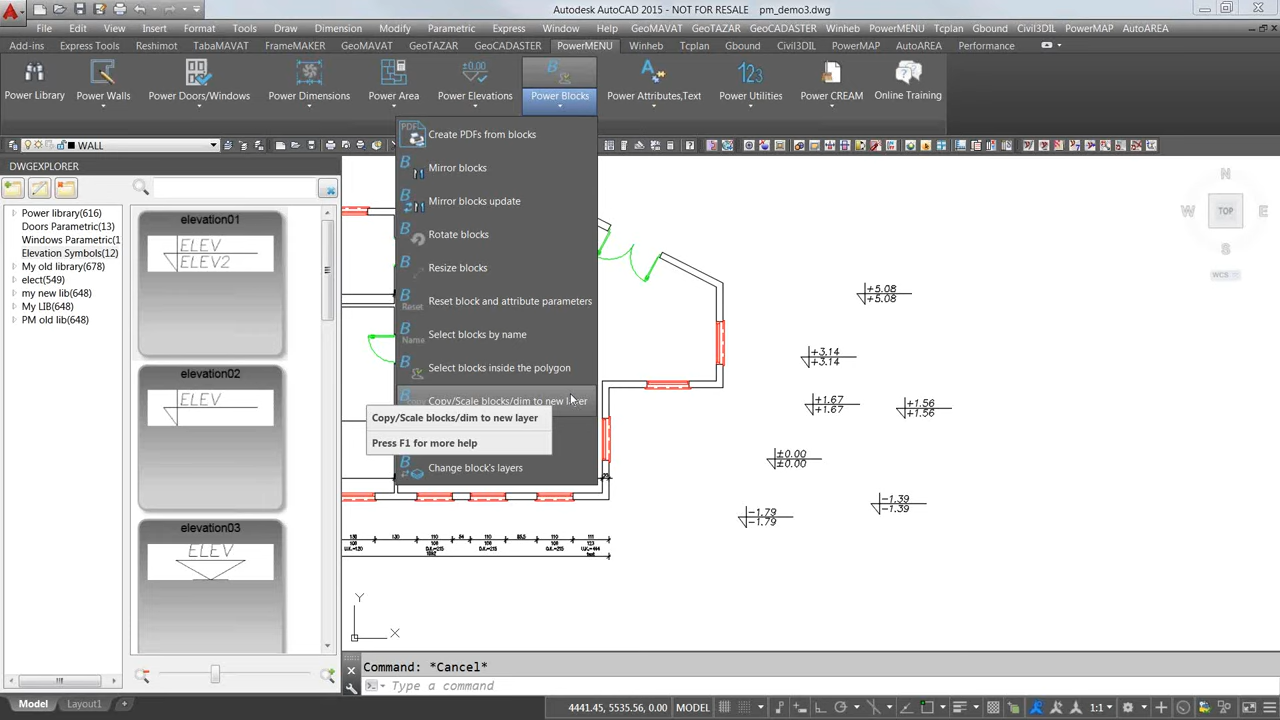 Autodesk AutoCAD 2015 - NOT FOR RESALE pm_demo3.dwg
File Edit View Insert Format Tools Draw Dimension Modify Parametric Express Window Help GeoMAVAT GeoTAZAR GeoCADASTER Winheb PowerMENU Tcplan Gbound Civil3DIL PowerMAP AutoAREA
Add-ins Express Tools Reshimot TabaMAVAT FrameMAKER GeoMAVAT GeoTAZAR GeoCADASTER PowerMENU Winheb Tcplan Gbound Civil3DIL PowerMAP AutoAREA Performance
±0.00 123
Power Library Power Walls Power Doors/Windows Power Dimensions Power Area Power Elevations Power Blocks Power Attributes,Text Power Utilities Power CREAM Online Training
WALL
DWGEXPLORER
Power library(616)
Doors Parametric(13)
Windows Parametric(1
Elevation Symbols(12)
My old library(678)
elect(549)
my new lib(648)
My LIB(648)
PM old lib(648)
elevation01
ELEV
ELEV2
elevation02
ELEV
elevation03
ELEV
PDF
Create PDFs from blocks
Mirror blocks
Mirror blocks update
Rotate blocks
Resize blocks
Reset block and attribute parameters
Reset
Select blocks by name
Name
Select blocks inside the polygon
Copy/Scale blocks/dim to new layer
Copy/Scale blocks/dim to new layer
Press F1 for more help
Change block's layers
N
W TOP E
S
WCS
+5.08
+5.08
+3.14
+3.14
+1.67
+1.67
+1.56
+1.56
±0.00
±0.00
-1.39
-1.39
-1.79
-1.79
Y
X
Command: *Cancel*
Type a command
Model Layout1 +
4441.45, 5535.56, 0.00 MODEL 1:1